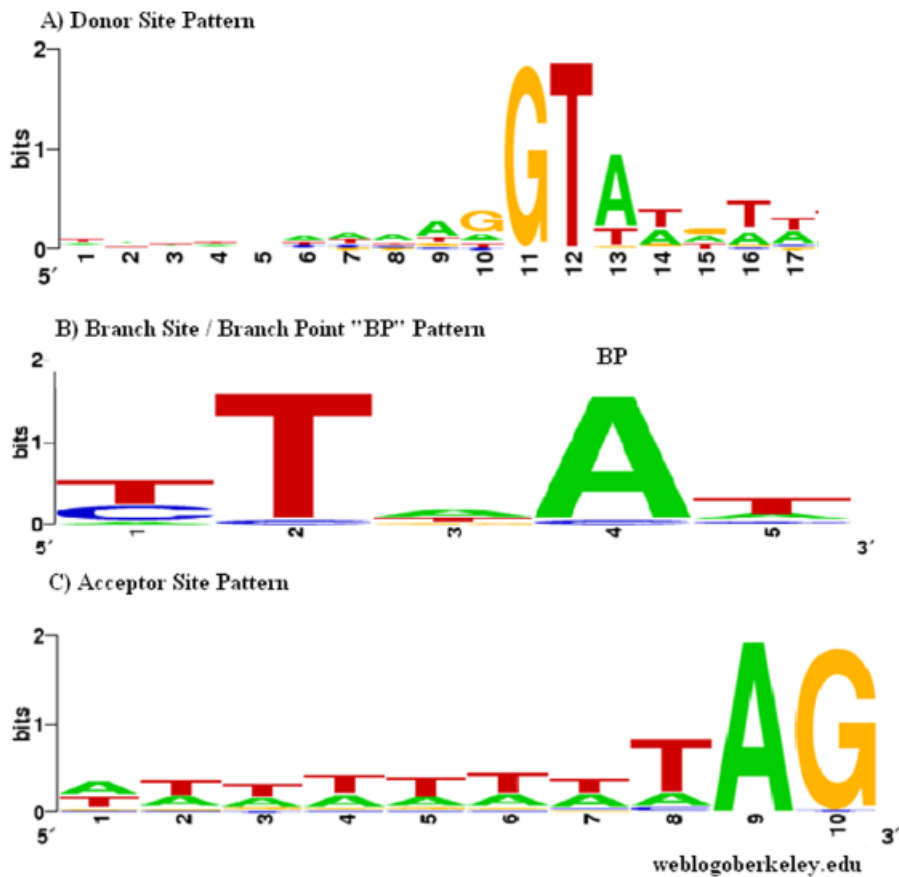 A) Donor Site Pattern
2
bits
1
0
GTA
5´ 1 2 3 4 5 6 7 8 9 10 11 12 13 14 15 16 17
B) Branch Site / Branch Point "BP" Pattern
BP
2
bits
1
0
T T A A T
C
5´ 1 2 3 4 5 3´
C) Acceptor Site Pattern
2
bits
1
0
A T T T T T T T A G
T A A A A A A A
5´ 1 2 3 4 5 6 7 8 9 10 3´
weblogoberkeley.edu